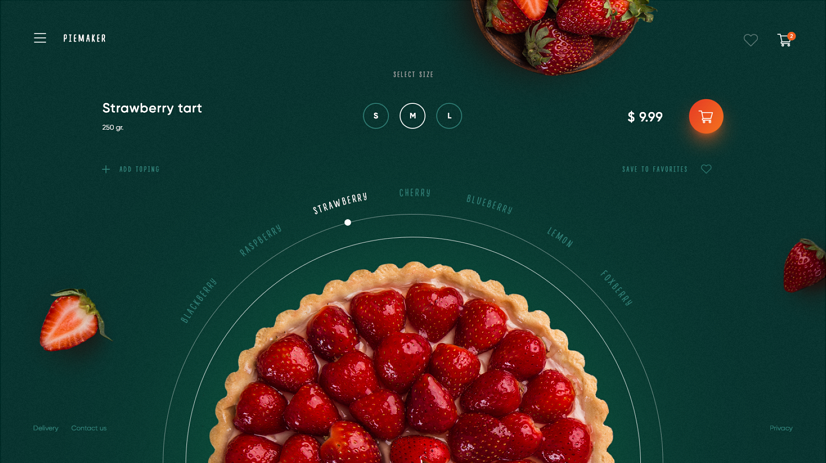 PIEMAKER
2
SELECT SIZE
Strawberry tart
250 gr.
S
M
L
$ 9.99
ADD TOPING
SAVE TO FAVORITES
BLACKBERRY
RASPBERRY
STRAWBERRY
CHERRY
BLUEBERRY
LEMON
FOXBERRY
Delivery
Contact us
Privacy